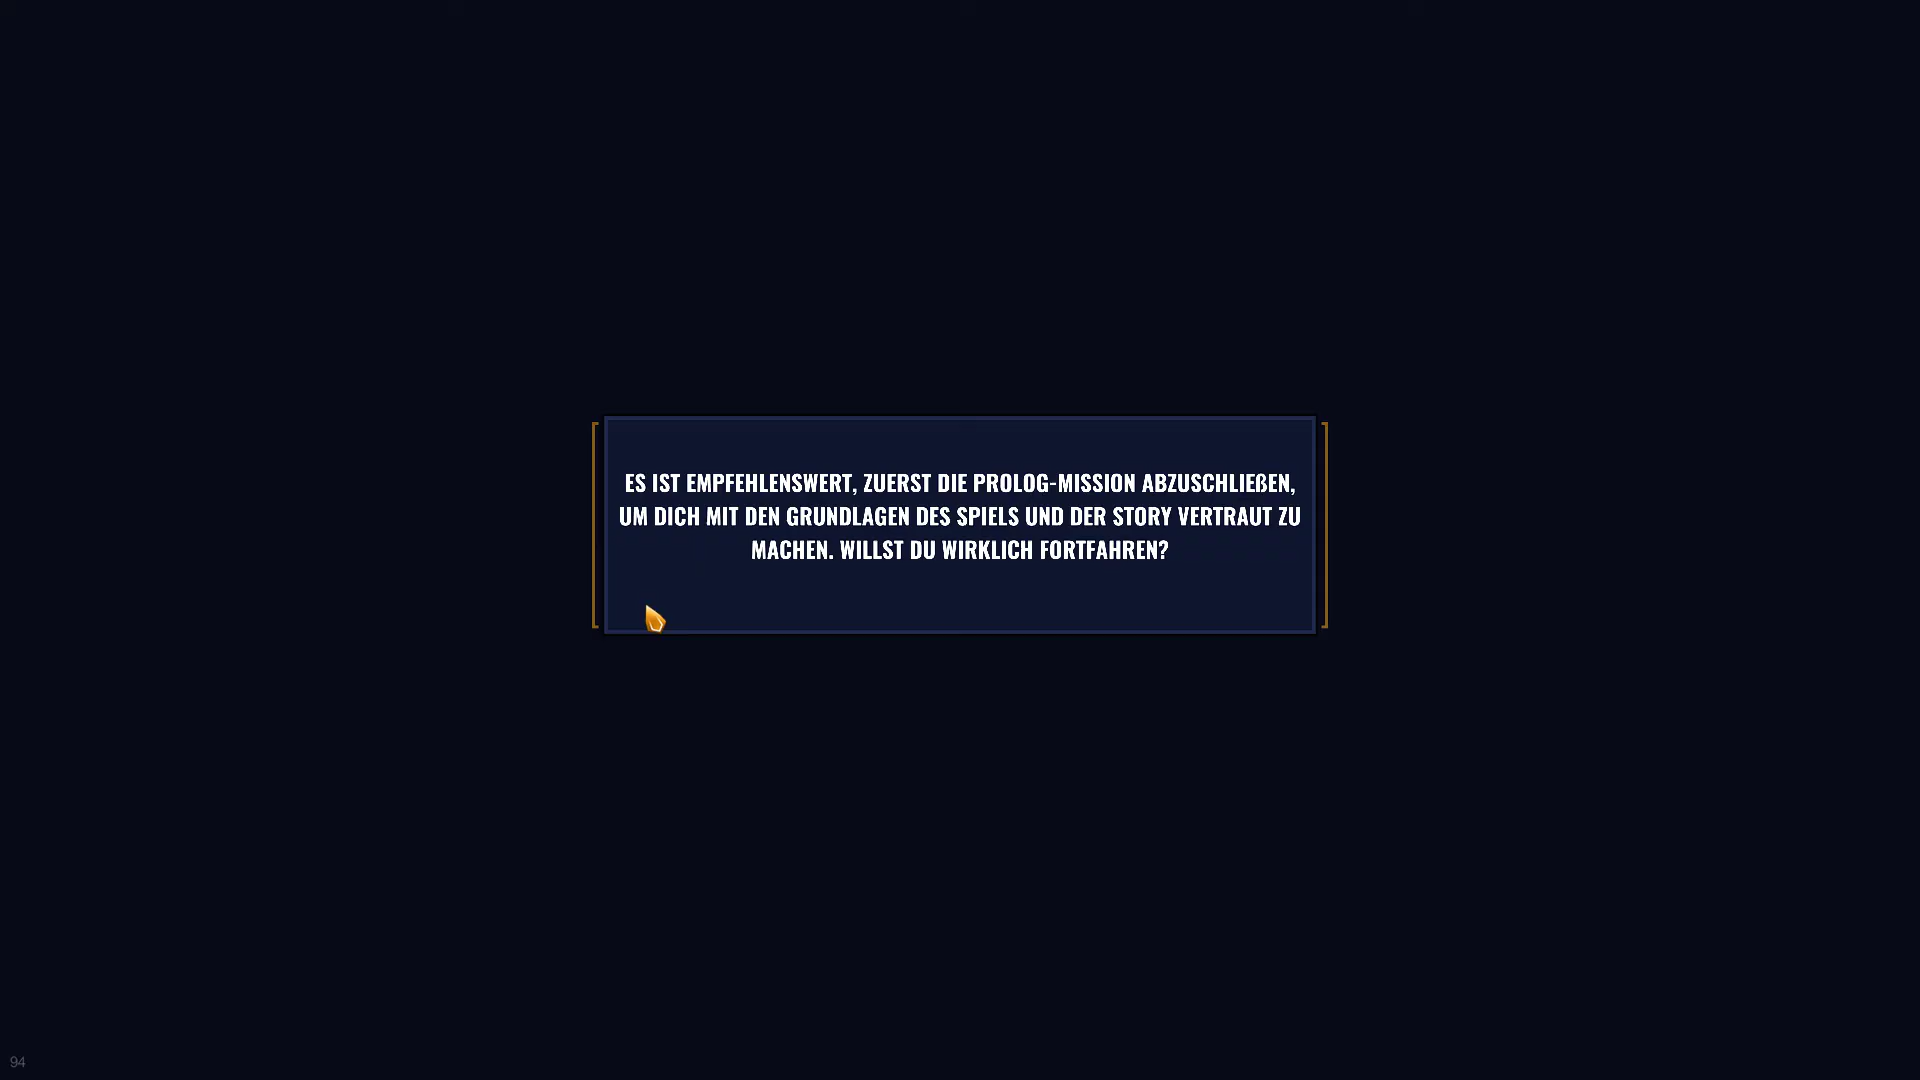 ES IST EMPFEHLENSWERT, ZUERST DIE PROLOG-MISSION ABZUSCHLIEßEN,
UM DICH MIT DEN GRUNDLAGEN DES SPIELS UND DER STORY VERTRAUT ZU
MACHEN. WILLST DU WIRKLICH FORTFAHREN?
94